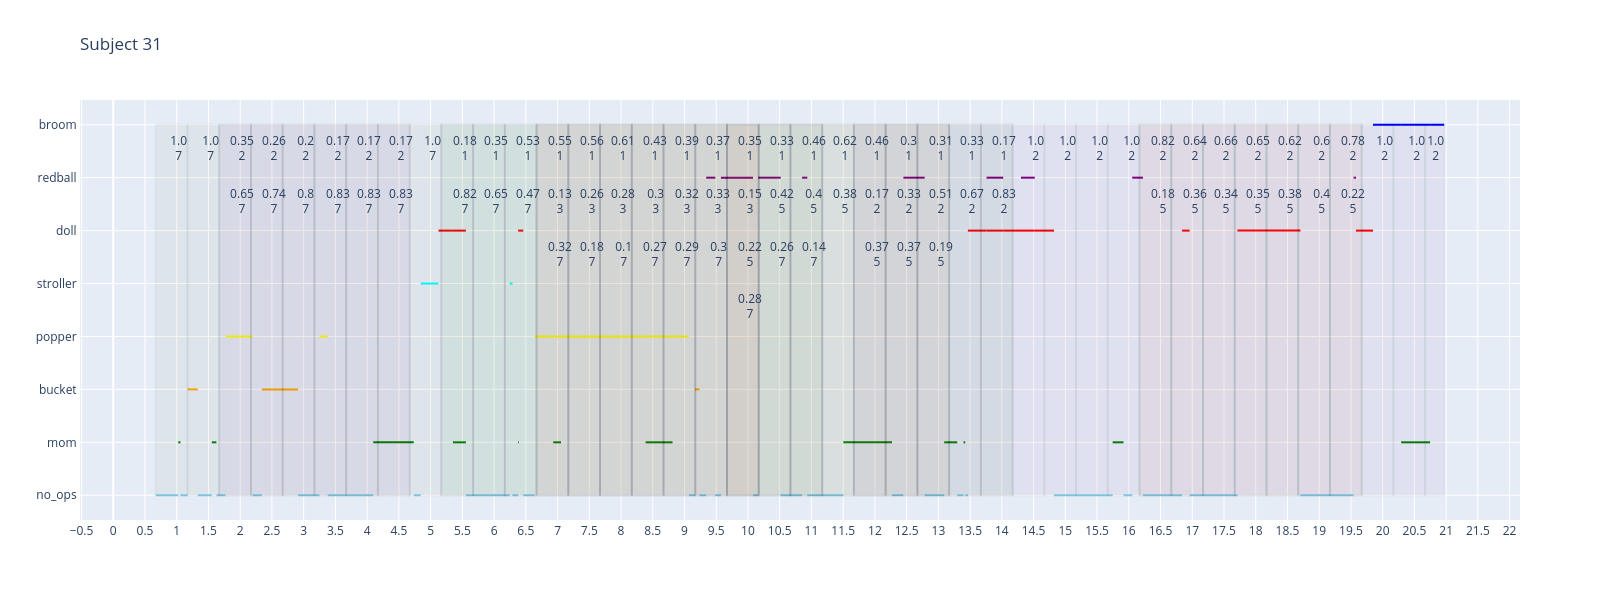 Subject 31
broom
1.0 1.0 0.35 0.26 0.2 0.17 0.17 0.17 1.0 0.18 0.35 0.53 0.55 0.56 0.61 0.43 0.39 0.37 0.35 0.33 0.46 0.62 0.46 0.3 0.31 0.33 0.17 1.0 1.0 1.0 1.0 0.82 0.64 0.66 0.65 0.62 0.6 0.78 1.0 1.0 1.0
7 7 2 2 2 2 2 2 7 1 1 1 1 1 1 1 1 1 1 1 1 1 1 1 1 1 1 2 2 2 2 2 2 2 2 2 2 2 2 2 2
redball
0.65 0.74 0.8 0.83 0.83 0.83 0.82 0.65 0.47 0.13 0.26 0.28 0.3 0.32 0.33 0.15 0.42 0.4 0.38 0.17 0.33 0.51 0.67 0.83 0.18 0.36 0.34 0.35 0.38 0.4 0.22
7 7 7 7 7 7 7 7 7 3 3 3 3 3 3 3 5 5 5 2 2 2 2 2 5 5 5 5 5 5 5
doll
0.32 0.18 0.1 0.27 0.29 0.3 0.22 0.26 0.14 0.37 0.37 0.19
7 7 7 7 7 7 5 7 7 5 5 5
stroller
0.28
7
popper
bucket
mom
no_ops
−0.5 0 0.5 1 1.5 2 2.5 3 3.5 4 4.5 5 5.5 6 6.5 7 7.5 8 8.5 9 9.5 10 10.5 11 11.5 12 12.5 13 13.5 14 14.5 15 15.5 16 16.5 17 17.5 18 18.5 19 19.5 20 20.5 21 21.5 22